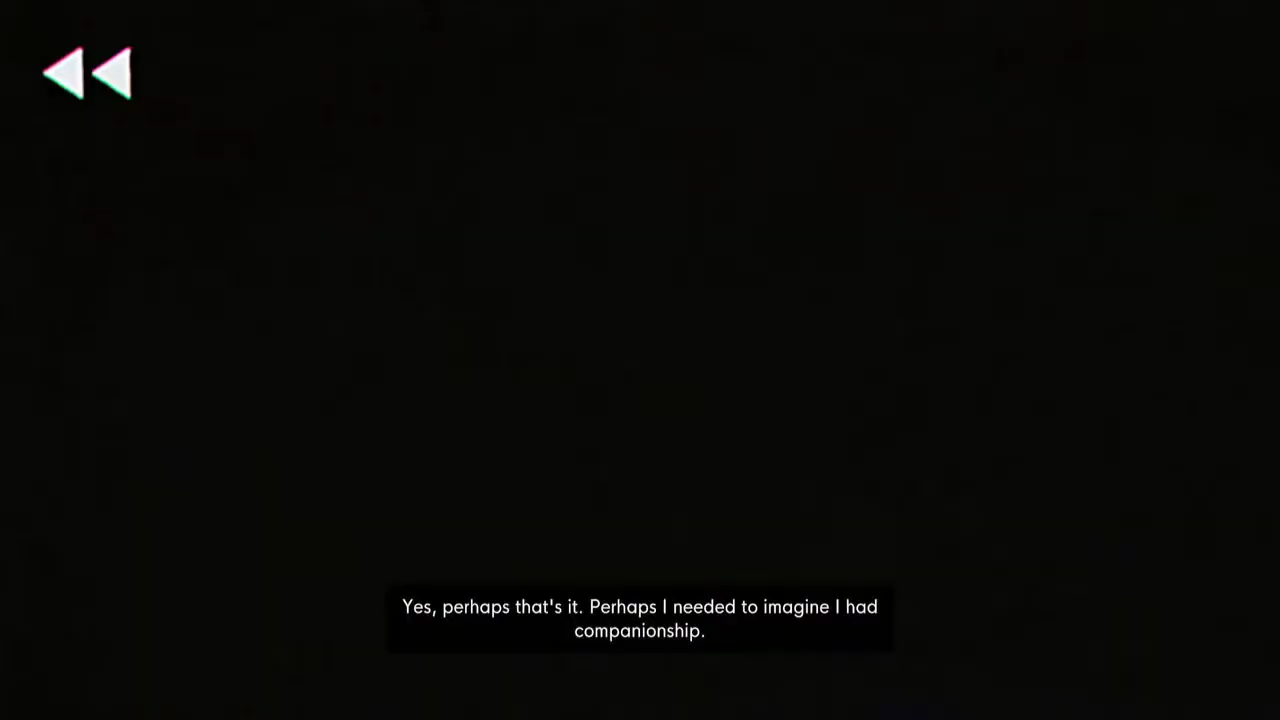 Yes, perhaps that's it. Perhaps I needed to imagine I had
companionship.